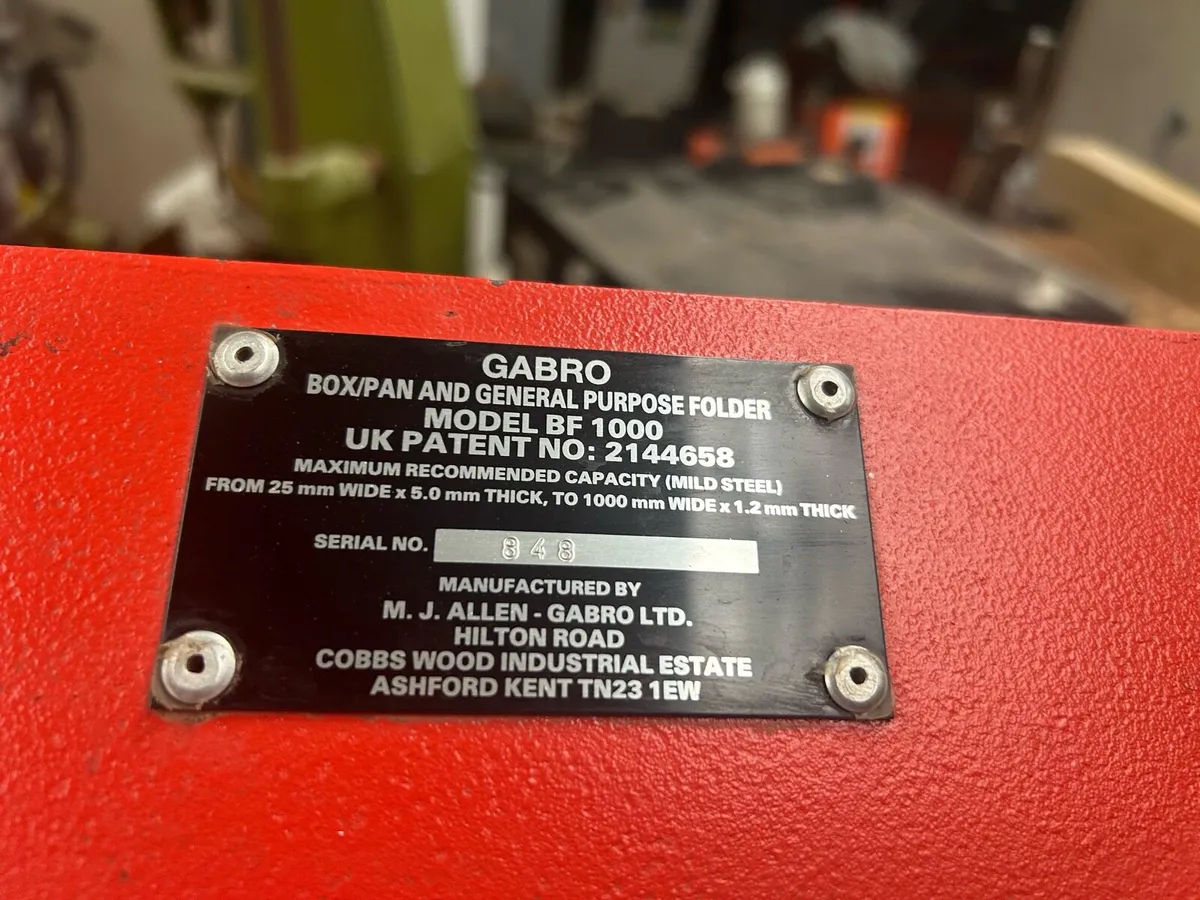 GABRO
BOX/PAN AND GENERAL PURPOSE FOLDER
MODEL BF 1000
UK PATENT NO: 2144658
MAXIMUM RECOMMENDED CAPACITY (MILD STEEL)
FROM 25 mm WIDE x 5.0 mm THICK, TO 1000 mm WIDE x 1.2 mm THICK
SERIAL NO. 848
MANUFACTURED BY
M. J. ALLEN - GABRO LTD.
HILTON ROAD
COBBS WOOD INDUSTRIAL ESTATE
ASHFORD KENT TN23 1EW